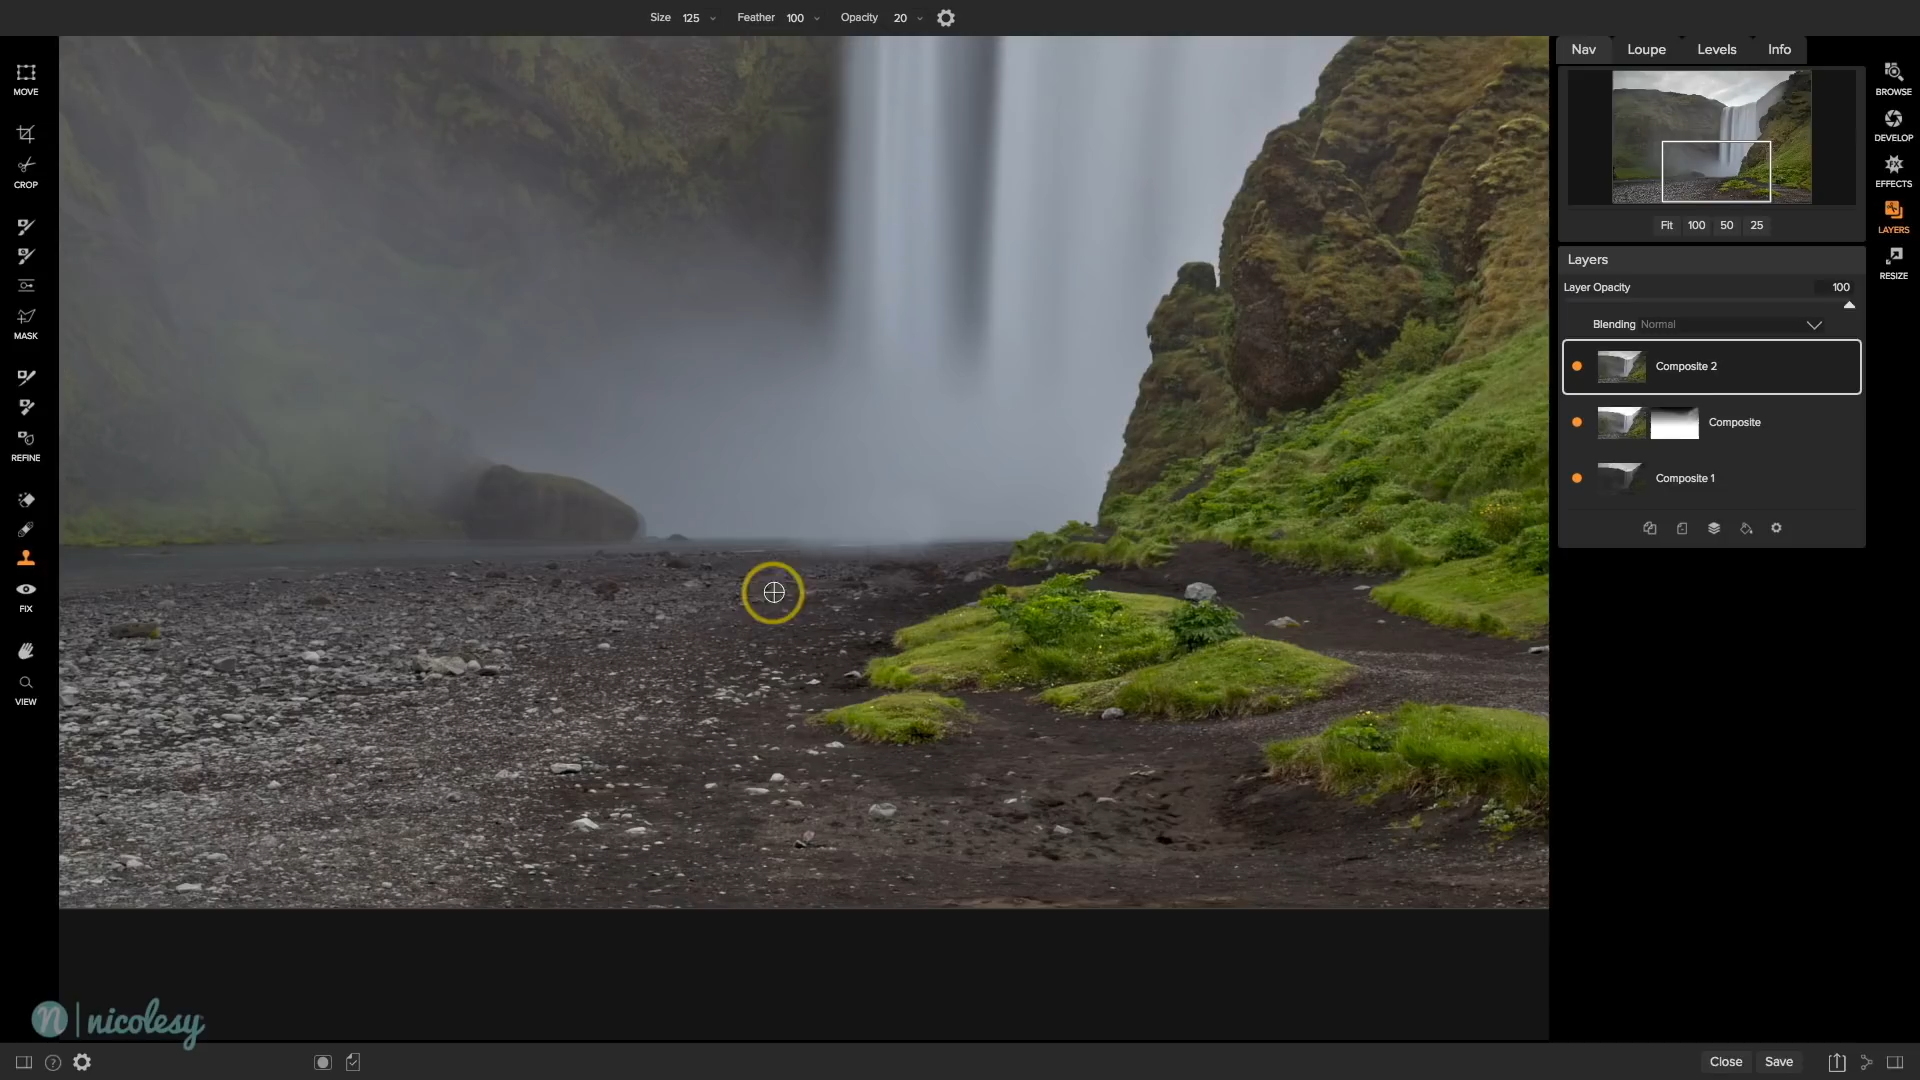 Size 125 Feather 100 Opacity 20
MOVE
CROP
MASK
REFINE
FIX
VIEW
Nav Loupe Levels Info
Fit 100 50 25
Layers
Layer Opacity 100
Blending Normal
Composite 2
Composite
Composite 1
BROWSE
DEVELOP
EFFECTS
LAYERS
RESIZE
n | nicolesy
Close Save